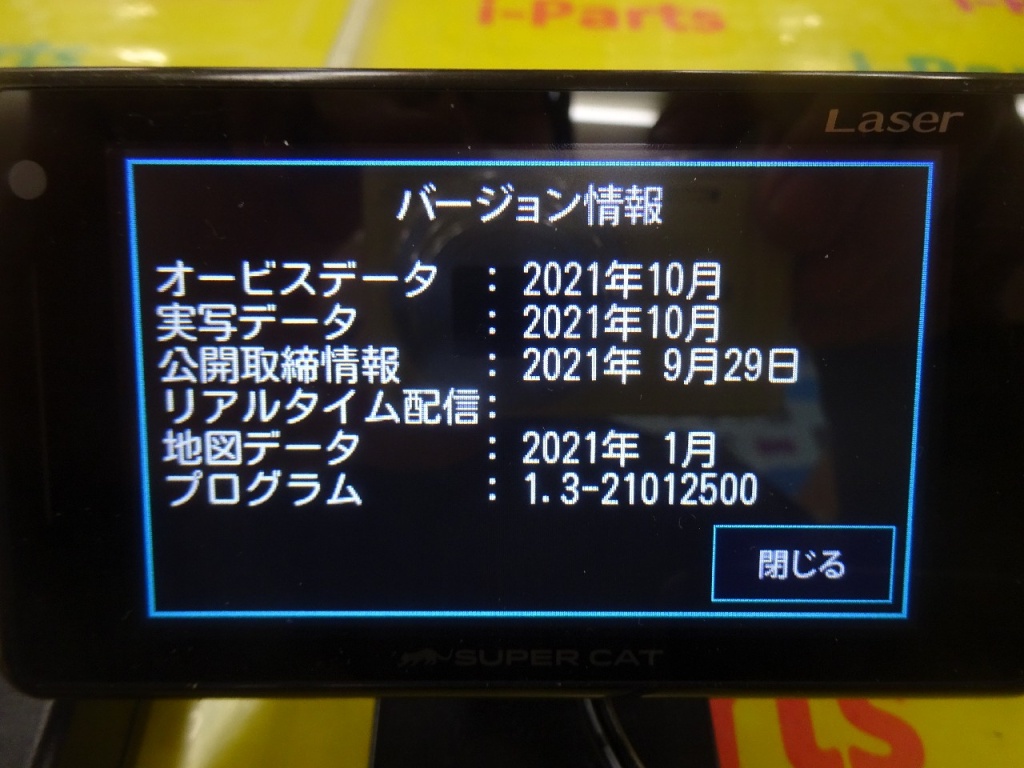 i-Parts
Laser
バージョン情報
オービスデータ : 2021年10月
実写データ : 2021年10月
公開取締情報 : 2021年 9月29日
リアルタイム配信:
地図データ : 2021年 1月
プログラム : 1.3-21012500
閉じる
SUPER CAT
ts